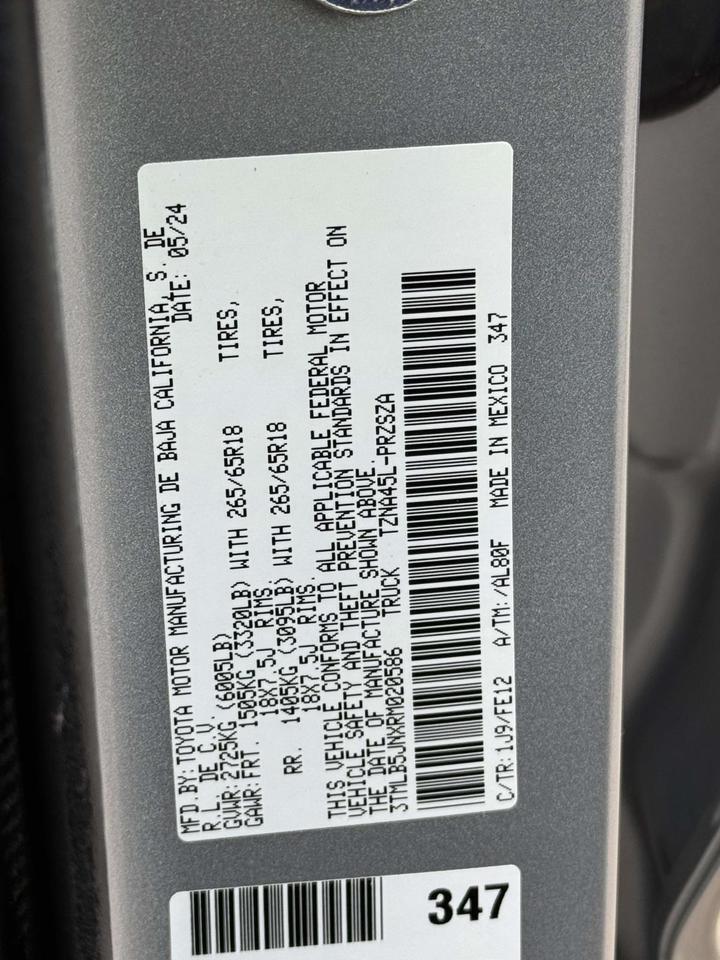 MFD.BY:TOYOTA MOTOR MANUFACTURING DE BAJA CALIFORNIA, S. DE
R.L. DE C.V. DATE: 05/24
GVWR:2725KG (6005LB)
GAWR:FRT. 1505KG (3320LB) WITH 265/65R18 TIRES,
18X7.5J RIMS
RR. 1405KG (3095LB) WITH 265/65R18 TIRES,
18X7.5J RIMS.
THIS VEHICLE CONFORMS TO ALL APPLICABLE FEDERAL MOTOR
VEHICLE SAFETY AND THEFT PREVENTION STANDARDS IN EFFECT ON
THE DATE OF MANUFACTURE SHOWN ABOVE.
3TMLB5JNXRM020586 TRUCK TZNA45L-PRZSZA
C/TR:1J9/FE12 A/TM:/AL80F MADE IN MEXICO 347
347